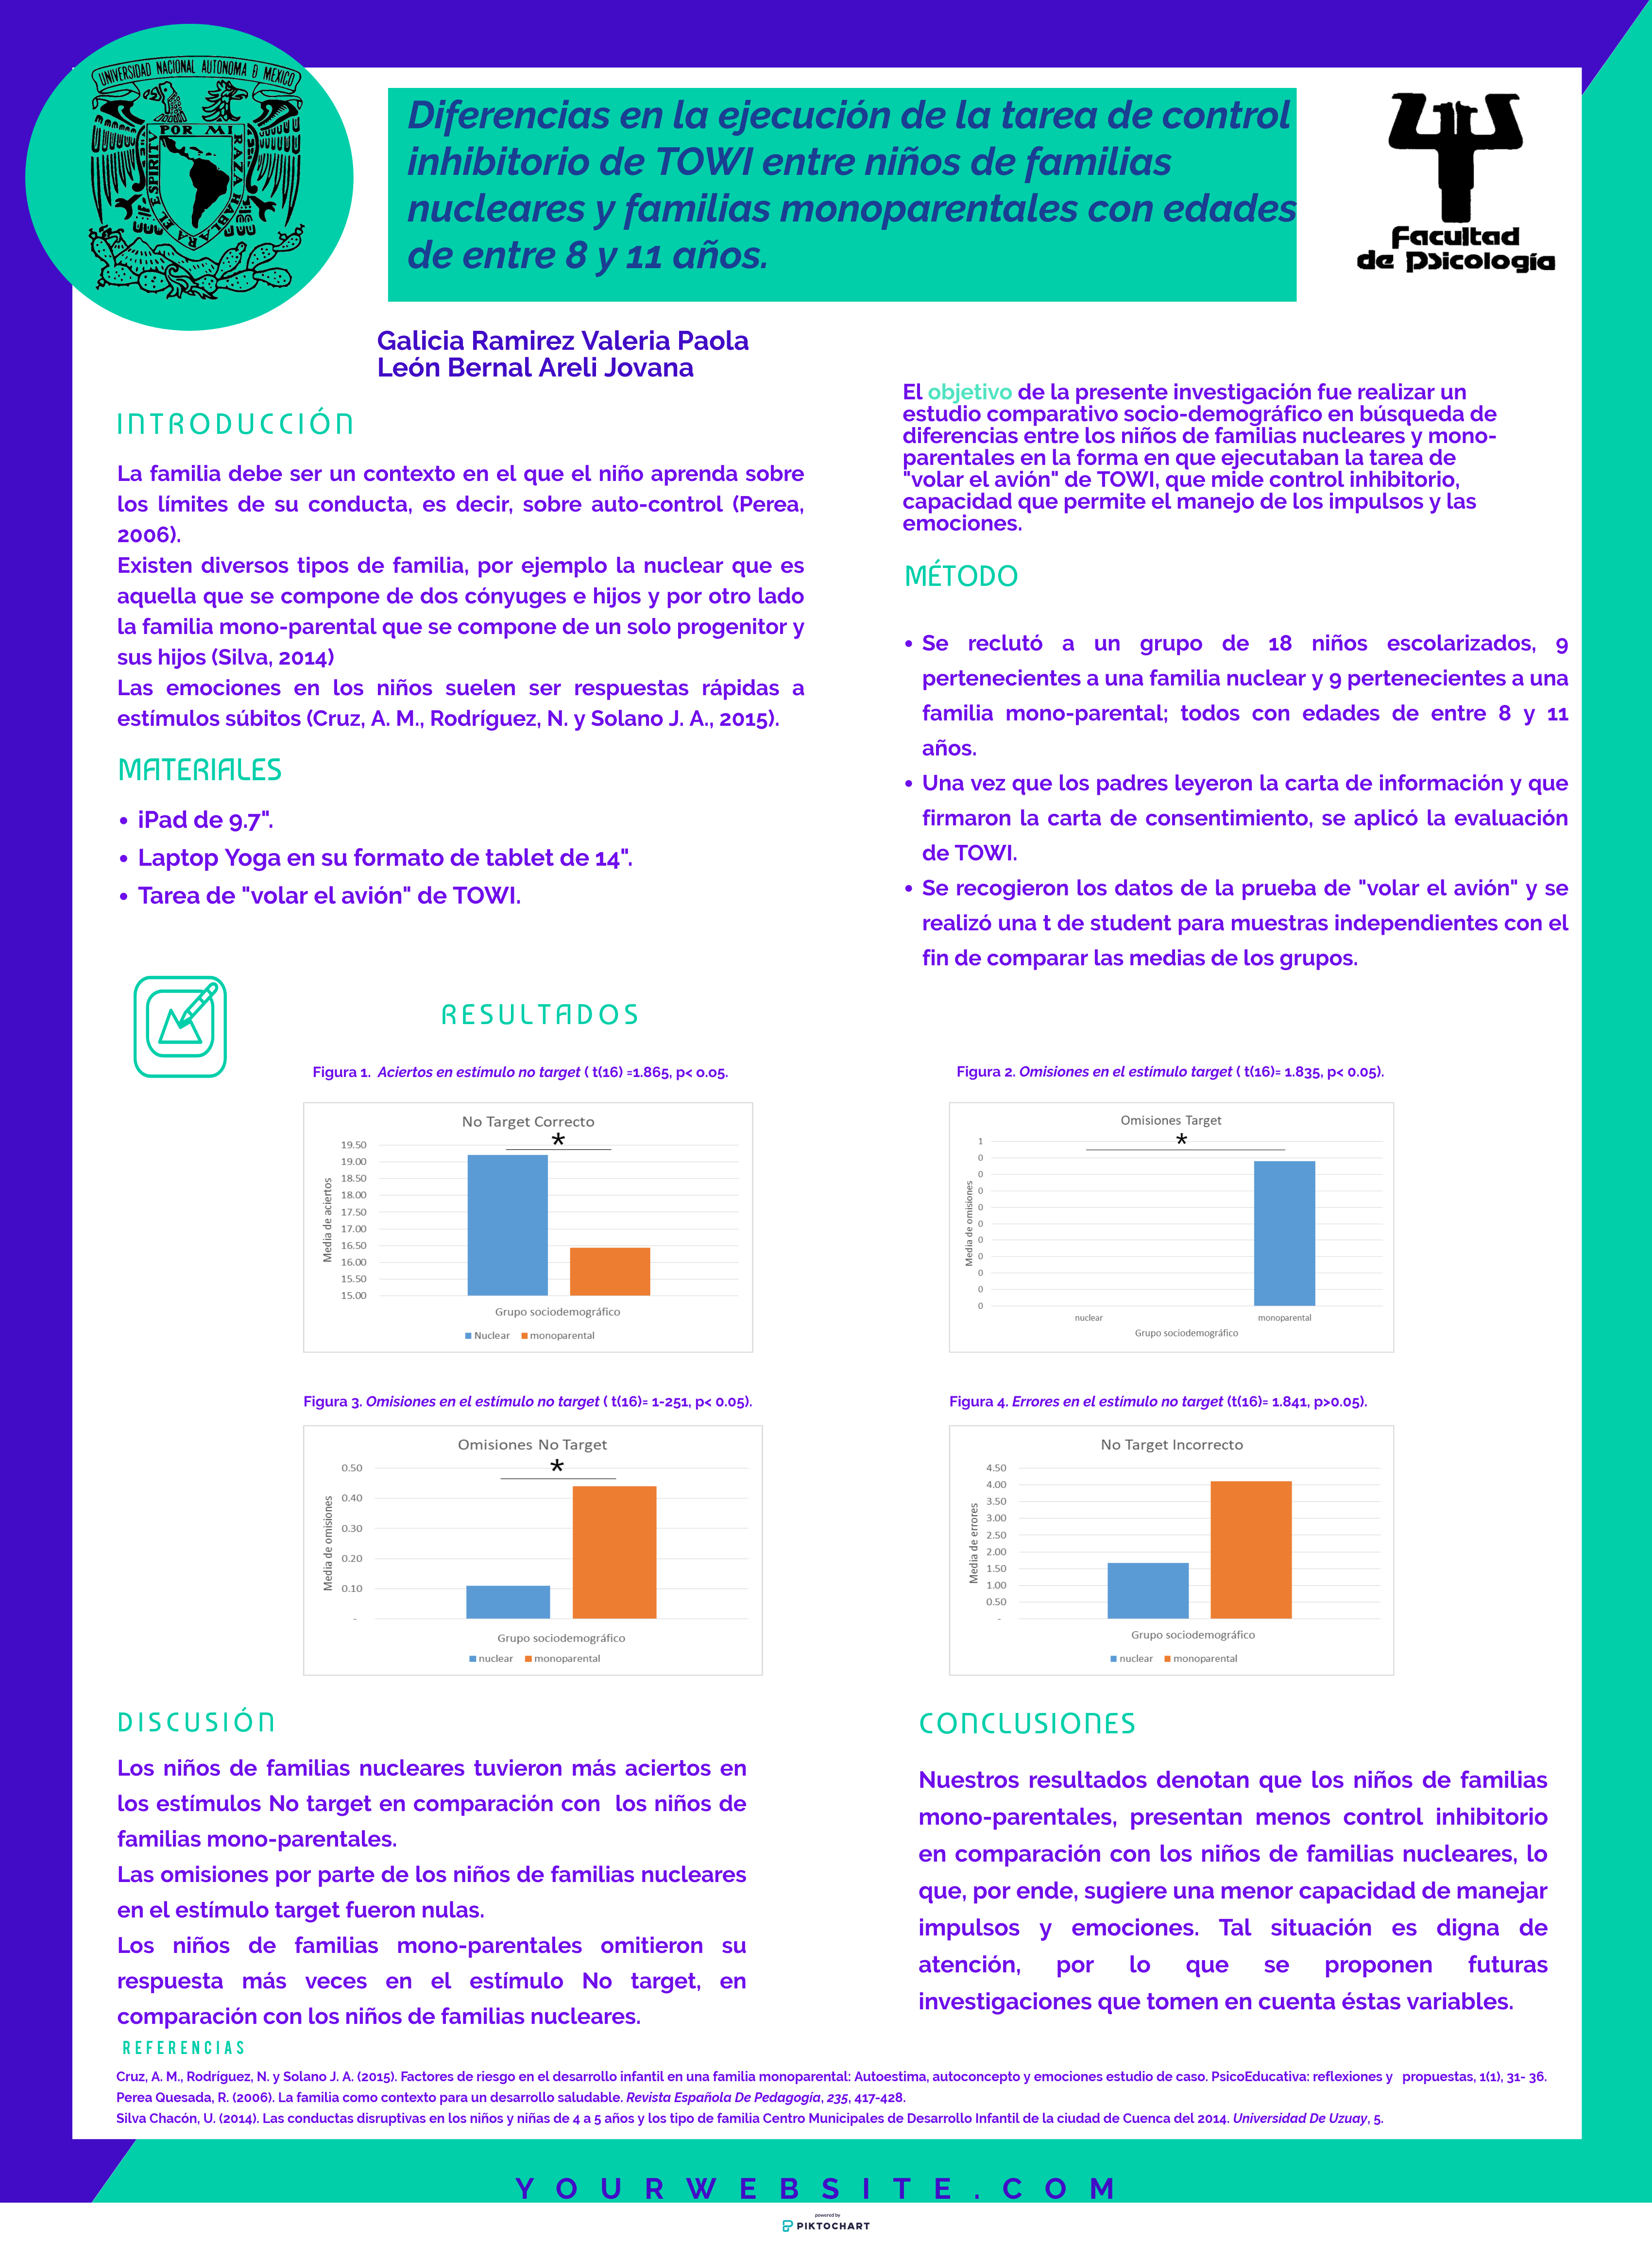 UNIVERSIDAD NACIONAL AUTONOMA D MEXICO
POR MI
RAZA HABLARA EL ESPIRITU
Diferencias en la ejecución de la tarea de control
inhibitorio de TOWI entre niños de familias
nucleares y familias monoparentales con edades
de entre 8 y 11 años.
Facultad
de Psicología
Galicia Ramirez Valeria Paola
León Bernal Areli Jovana
INTRODUCCIÓN
La familia debe ser un contexto en el que el niño aprenda sobre
los límites de su conducta, es decir, sobre auto-control (Perea,
2006).
Existen diversos tipos de familia, por ejemplo la nuclear que es
aquella que se compone de dos cónyuges e hijos y por otro lado
la familia mono-parental que se compone de un solo progenitor y
sus hijos (Silva, 2014)
Las emociones en los niños suelen ser respuestas rápidas a
estímulos súbitos (Cruz, A. M., Rodríguez, N. y Solano J. A., 2015).
MATERIALES
• iPad de 9.7".
• Laptop Yoga en su formato de tablet de 14".
• Tarea de "volar el avión" de TOWI.
El objetivo de la presente investigación fue realizar un
estudio comparativo socio-demográfico en búsqueda de
diferencias entre los niños de familias nucleares y mono-
parentales en la forma en que ejecutaban la tarea de
"volar el avión" de TOWI, que mide control inhibitorio,
capacidad que permite el manejo de los impulsos y las
emociones.
MÉTODO
• Se reclutó a un grupo de 18 niños escolarizados, 9
pertenecientes a una familia nuclear y 9 pertenecientes a una
familia mono-parental; todos con edades de entre 8 y 11
años.
• Una vez que los padres leyeron la carta de información y que
firmaron la carta de consentimiento, se aplicó la evaluación
de TOWI.
• Se recogieron los datos de la prueba de "volar el avión" y se
realizó una t de student para muestras independientes con el
fin de comparar las medias de los grupos.
RESULTADOS
Figura 1. Aciertos en estimulo no target ( t(16) =1.865, p< 0.05.
No Target Correcto
*
19.50
19.00
18.50
18.00
17.50
17.00
16.50
16.00
15.50
15.00
Media de aciertos
Grupo sociodemográfico
Nuclear monoparental
Figura 2. Omisiones en el estímulo target ( t(16)= 1.835, p< 0.05).
Omisiones Target
*
1
0
0
0
0
0
0
0
0
0
0
Media de omisiones
nuclear monoparental
Grupo sociodemográfico
Figura 3. Omisiones en el estímulo no target ( t(16)= 1-251, p< 0.05).
Omisiones No Target
*
0.50
0.40
0.30
0.20
0.10
-
Media de omisiones
Grupo sociodemográfico
nuclear monoparental
Figura 4. Errores en el estimulo no target (t(16)= 1.841, p>0.05).
No Target Incorrecto
4.50
4.00
3.50
3.00
2.50
2.00
1.50
1.00
0.50
-
Media de errores
Grupo sociodemográfico
nuclear monoparental
DISCUSIÓN
Los niños de familias nucleares tuvieron más aciertos en
los estímulos No target en comparación con los niños de
familias mono-parentales.
Las omisiones por parte de los niños de familias nucleares
en el estímulo target fueron nulas.
Los niños de familias mono-parentales omitieron su
respuesta más veces en el estímulo No target, en
comparación con los niños de familias nucleares.
CONCLUSIONES
Nuestros resultados denotan que los niños de familias
mono-parentales, presentan menos control inhibitorio
en comparación con los niños de familias nucleares, lo
que, por ende, sugiere una menor capacidad de manejar
impulsos y emociones. Tal situación es digna de
atención, por lo que se proponen futuras
investigaciones que tomen en cuenta éstas variables.
REFERENCIAS
Cruz, A. M., Rodríguez, N. y Solano J. A. (2015). Factores de riesgo en el desarrollo infantil en una familia monoparental: Autoestima, autoconcepto y emociones estudio de caso. PsicoEducativa: reflexiones y propuestas, 1(1), 31- 36.
Perea Quesada, R. (2006). La familia como contexto para un desarrollo saludable. Revista Española De Pedagogía, 235, 417-428.
Silva Chacón, U. (2014). Las conductas disruptivas en los niños y niñas de 4 a 5 años y los tipo de familia Centro Municipales de Desarrollo Infantil de la ciudad de Cuenca del 2014. Universidad De Uzuay, 5.
YOURWEBSITE.COM
powered by
PIKTOCHART